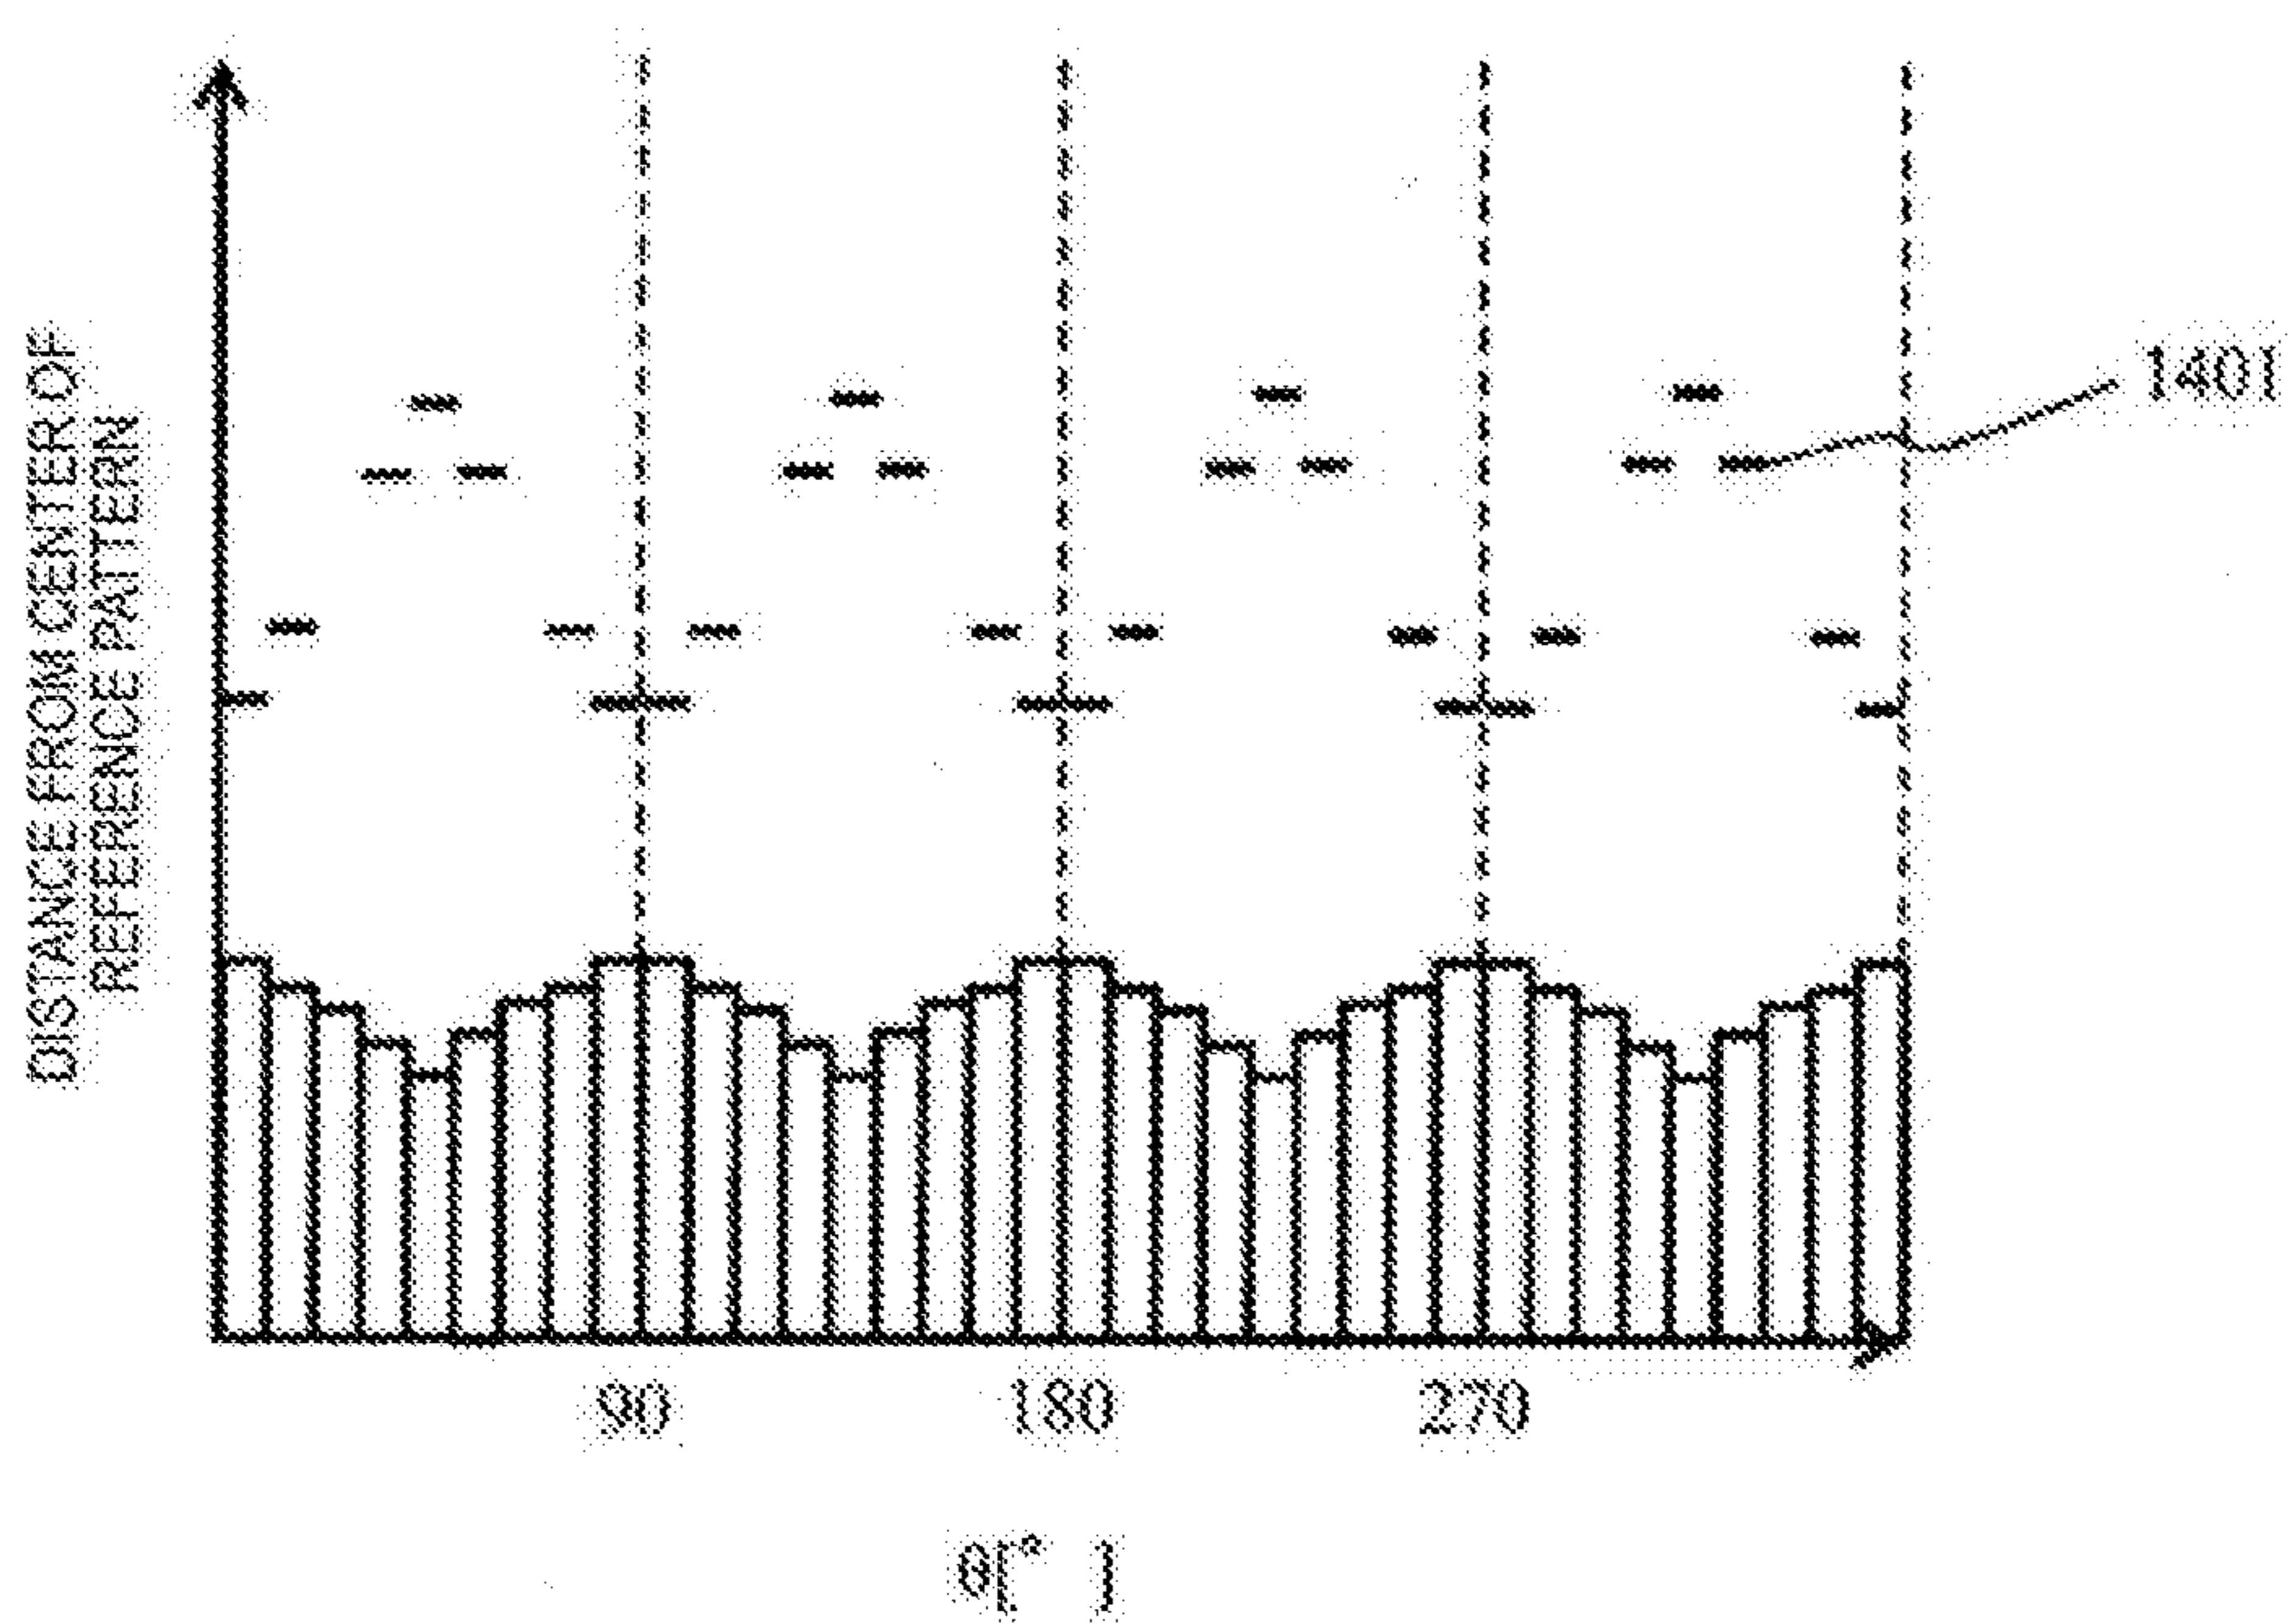 DISTANCE FROM CENTER OF
REFERENCE PATTERN
1401
90
180
270
θ[° ]